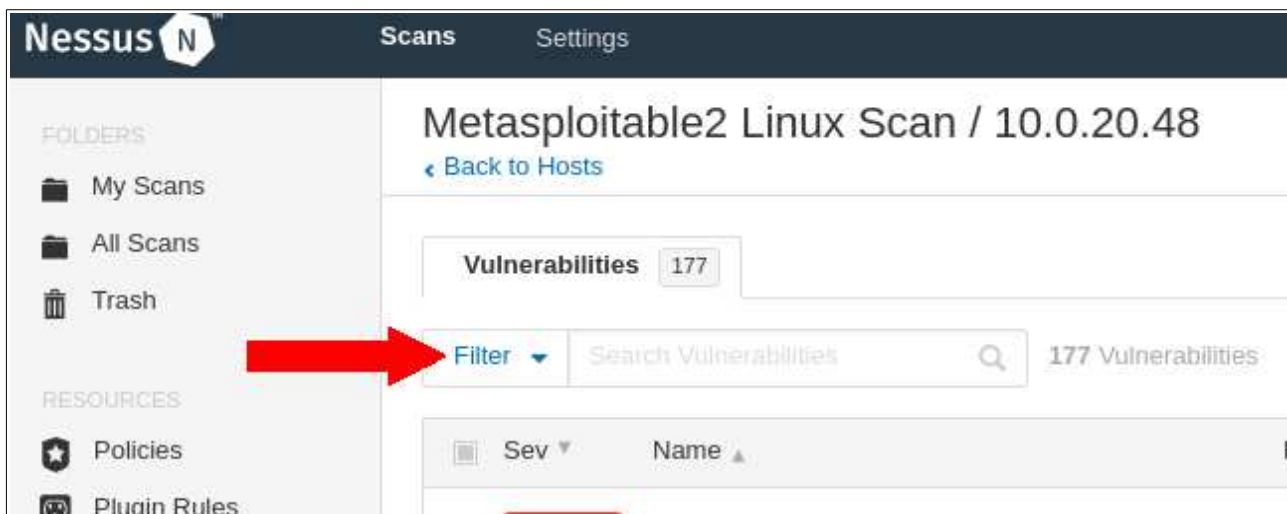 Nessus N ™
Scans
Settings
FOLDERS
My Scans
All Scans
Trash
RESOURCES
Policies
Plugin Rules
Metasploitable2 Linux Scan / 10.0.20.48
Back to Hosts
Vulnerabilities 177
Filter Search Vulnerabilities 177 Vulnerabilities
Sev Name